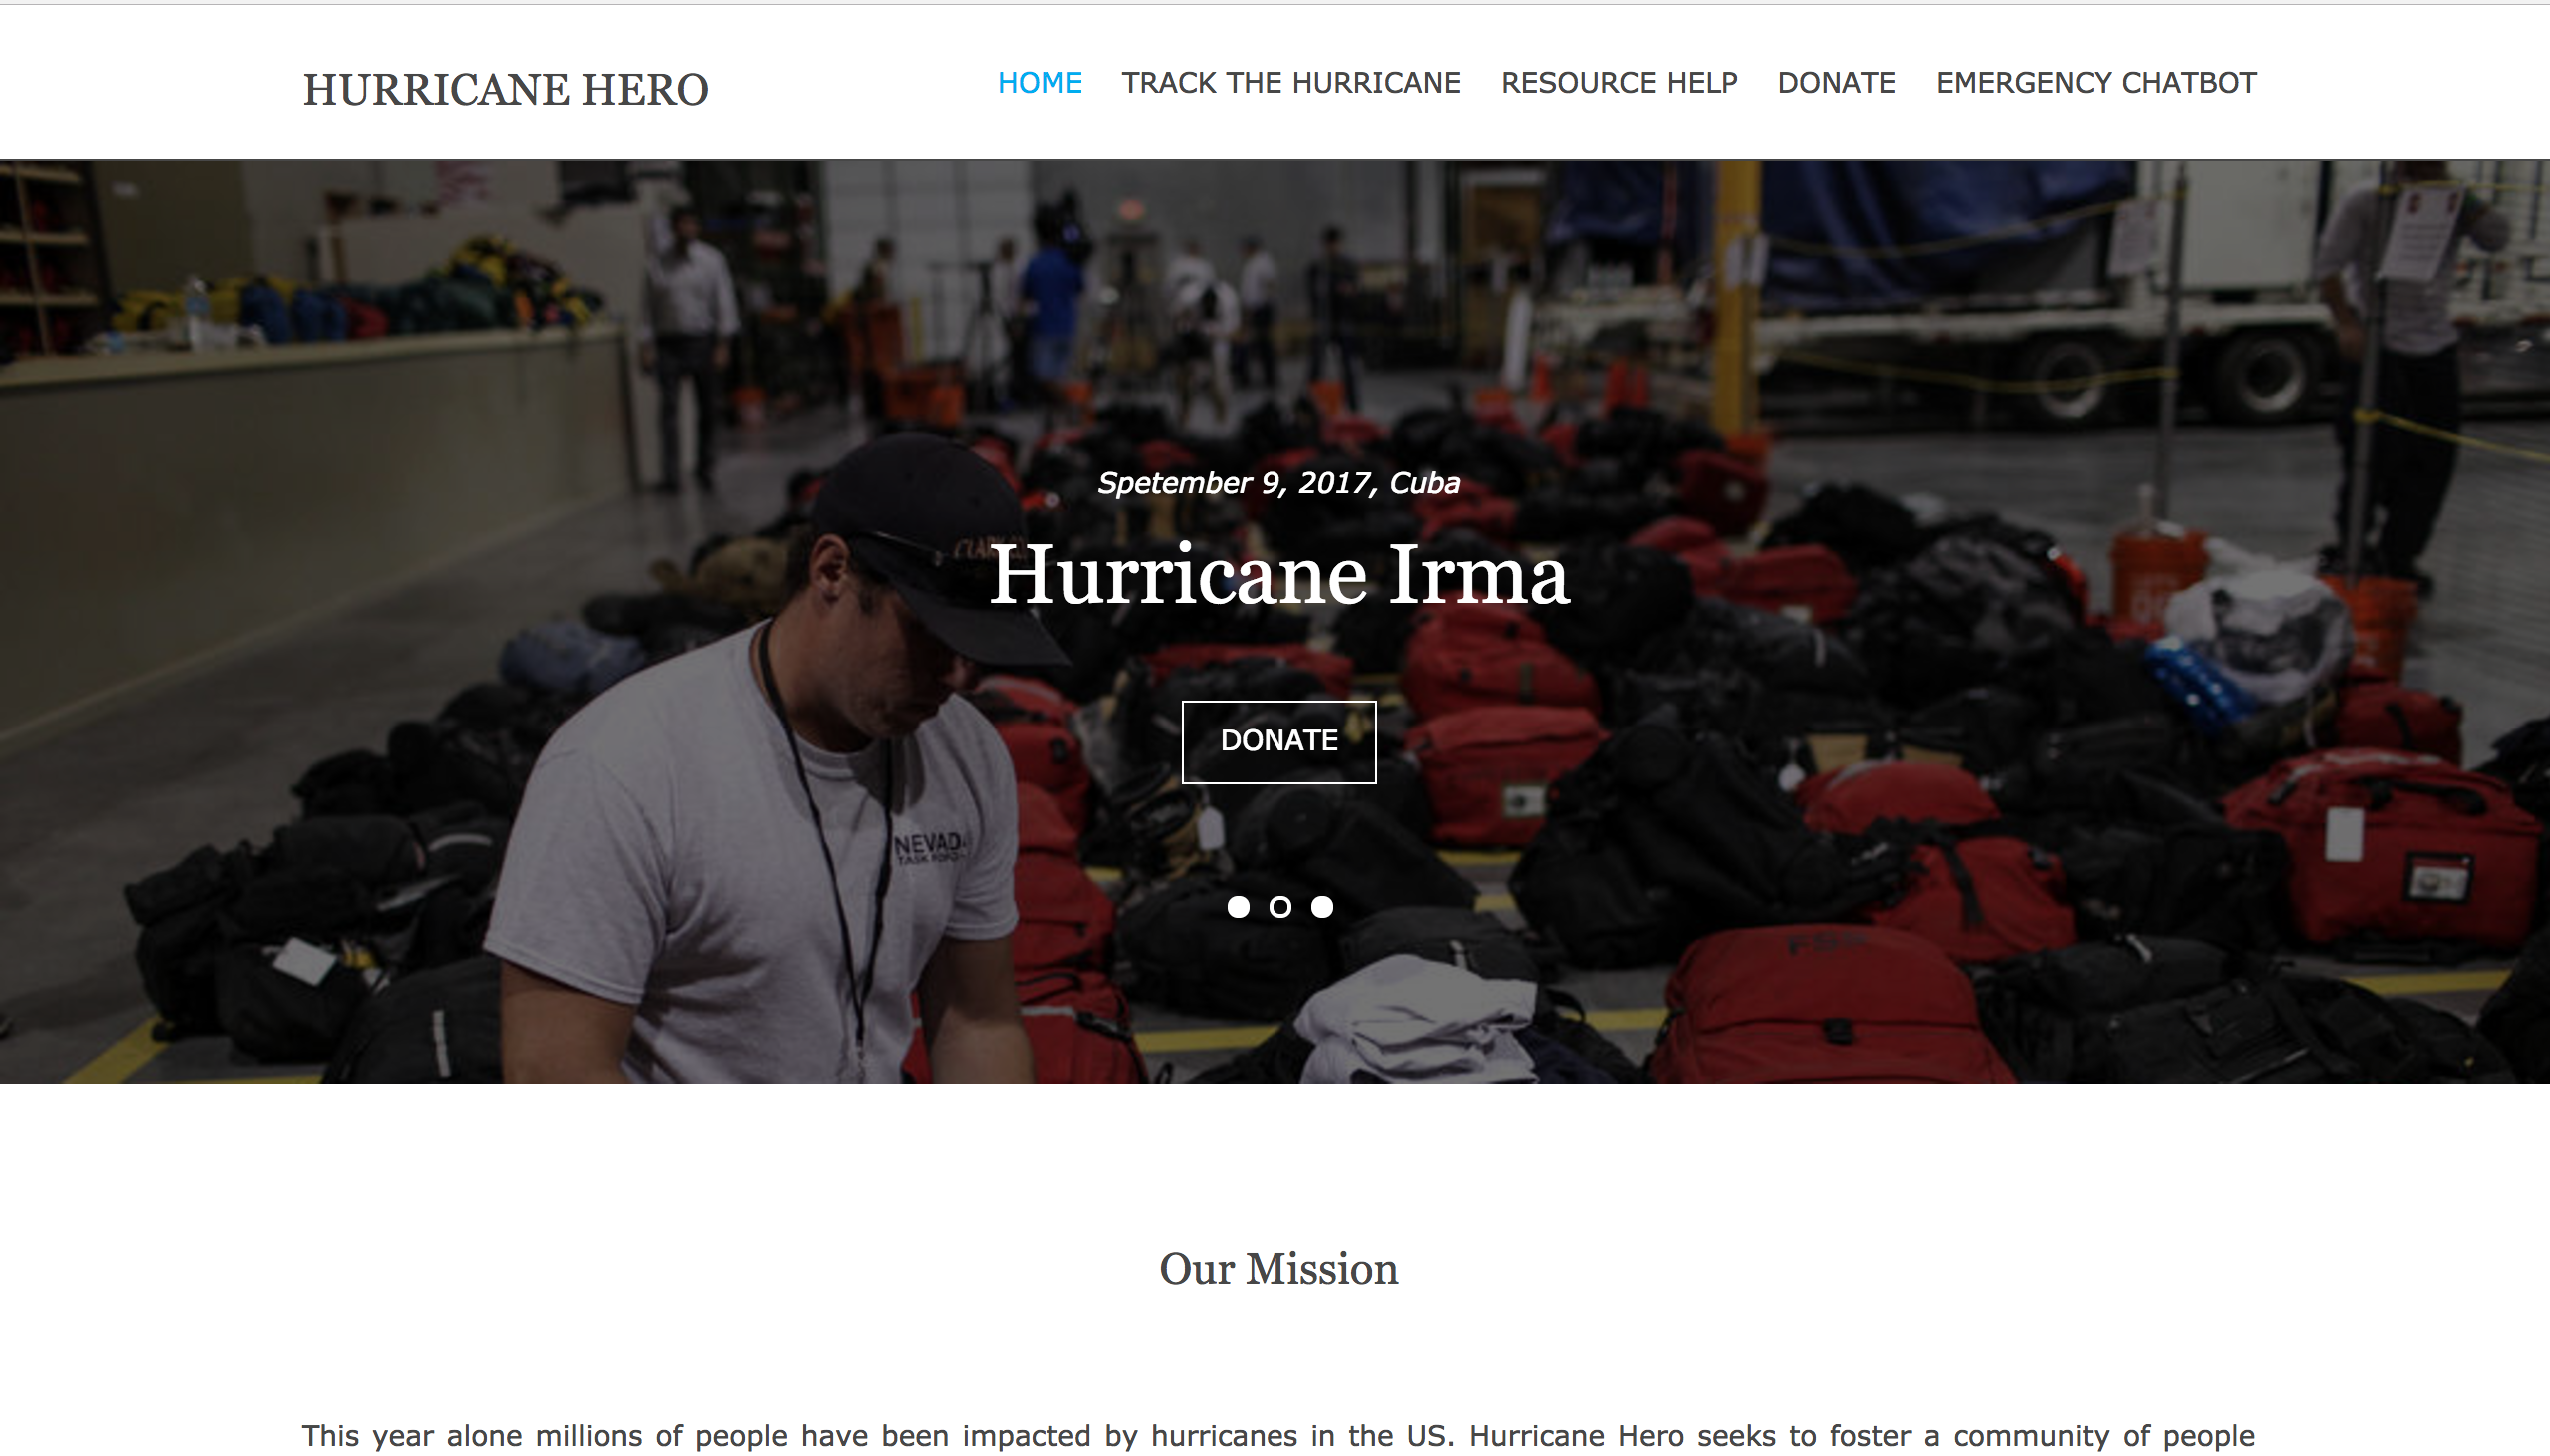 HURRICANE HERO
HOME TRACK THE HURRICANE RESOURCE HELP DONATE EMERGENCY CHATBOT
Spetember 9, 2017, Cuba
Hurricane Irma
DONATE
NEVADA
TASK FORCE
Our Mission
This year alone millions of people have been impacted by hurricanes in the US. Hurricane Hero seeks to foster a community of people